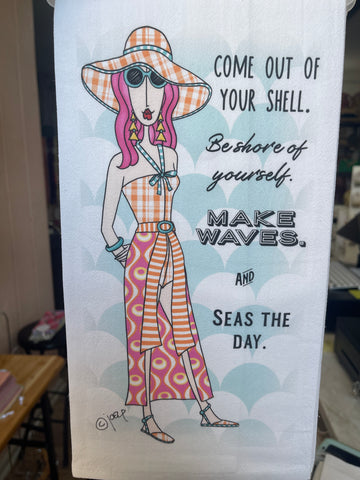 COME OUT OF
YOUR SHELL.
Be shore of
yourself.
MAKE
WAVES.
AND
SEAS THE
DAY.